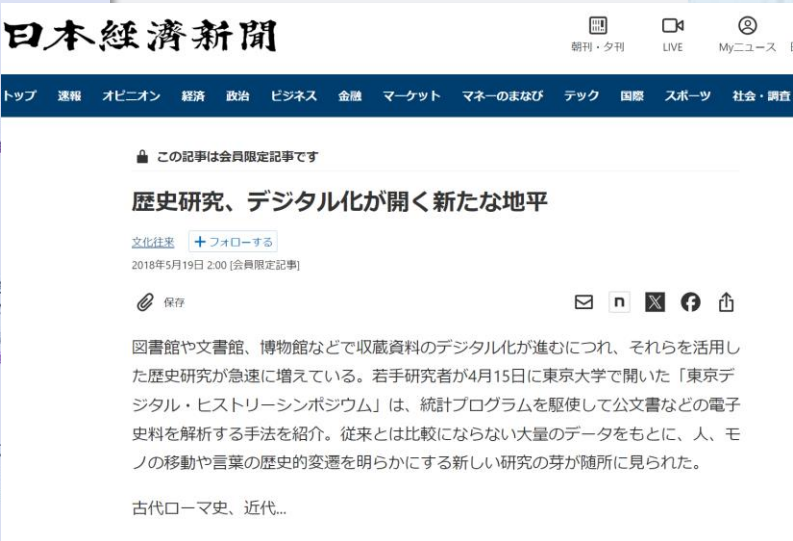 日本経済新聞
朝刊・夕刊 LIVE Myニュース
トップ 速報 オピニオン 経済 政治 ビジネス 金融 マーケット マネーのまなび テック 国際 スポーツ 社会・調査
この記事は会員限定記事です
歴史研究、デジタル化が開く新たな地平
文化往来 +フォローする
2018年5月19日 2:00 [会員限定記事]
保存
図書館や文書館、博物館などで収蔵資料のデジタル化が進むにつれ、それらを活用し
た歴史研究が急速に増えている。若手研究者が4月15日に東京大学で開いた「東京デ
ジタル・ヒストリーシンポジウム」は、統計プログラムを駆使して公文書などの電子
史料を解析する手法を紹介。従来とは比較にならない大量のデータをもとに、人、モ
ノの移動や言葉の歴史的変遷を明らかにする新しい研究の芽が随所に見られた。
古代ローマ史、近代...